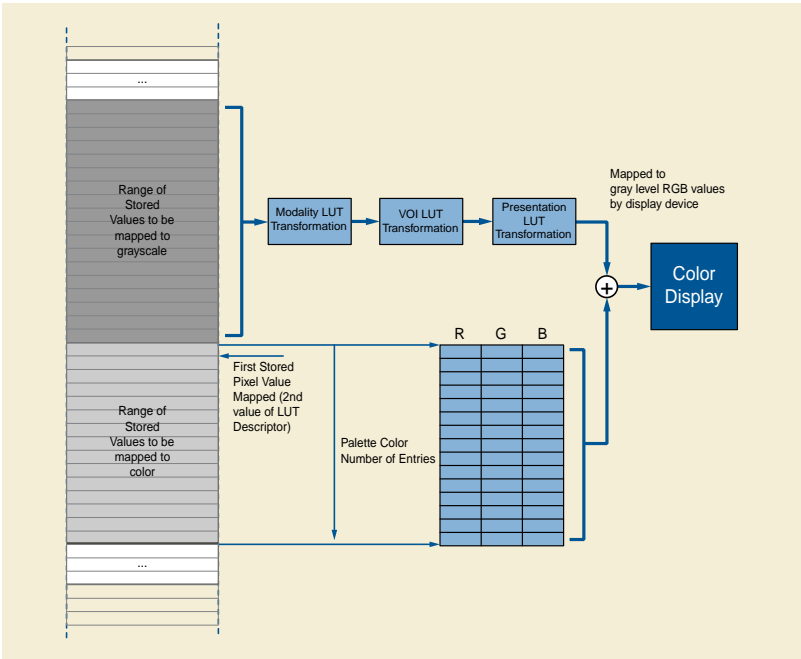 ...
Range of
Stored
Values to be
mapped to
grayscale
Modality LUT
Transformation
VOI LUT
Transformation
Presentation
LUT
Transformation
Mapped to
gray level RGB values
by display device
+
Color
Display
R G B
First Stored
Pixel Value
Mapped (2nd
value of LUT
Descriptor)
Palette Color
Number of Entries
Range of
Stored
Values to be
mapped to
color
...